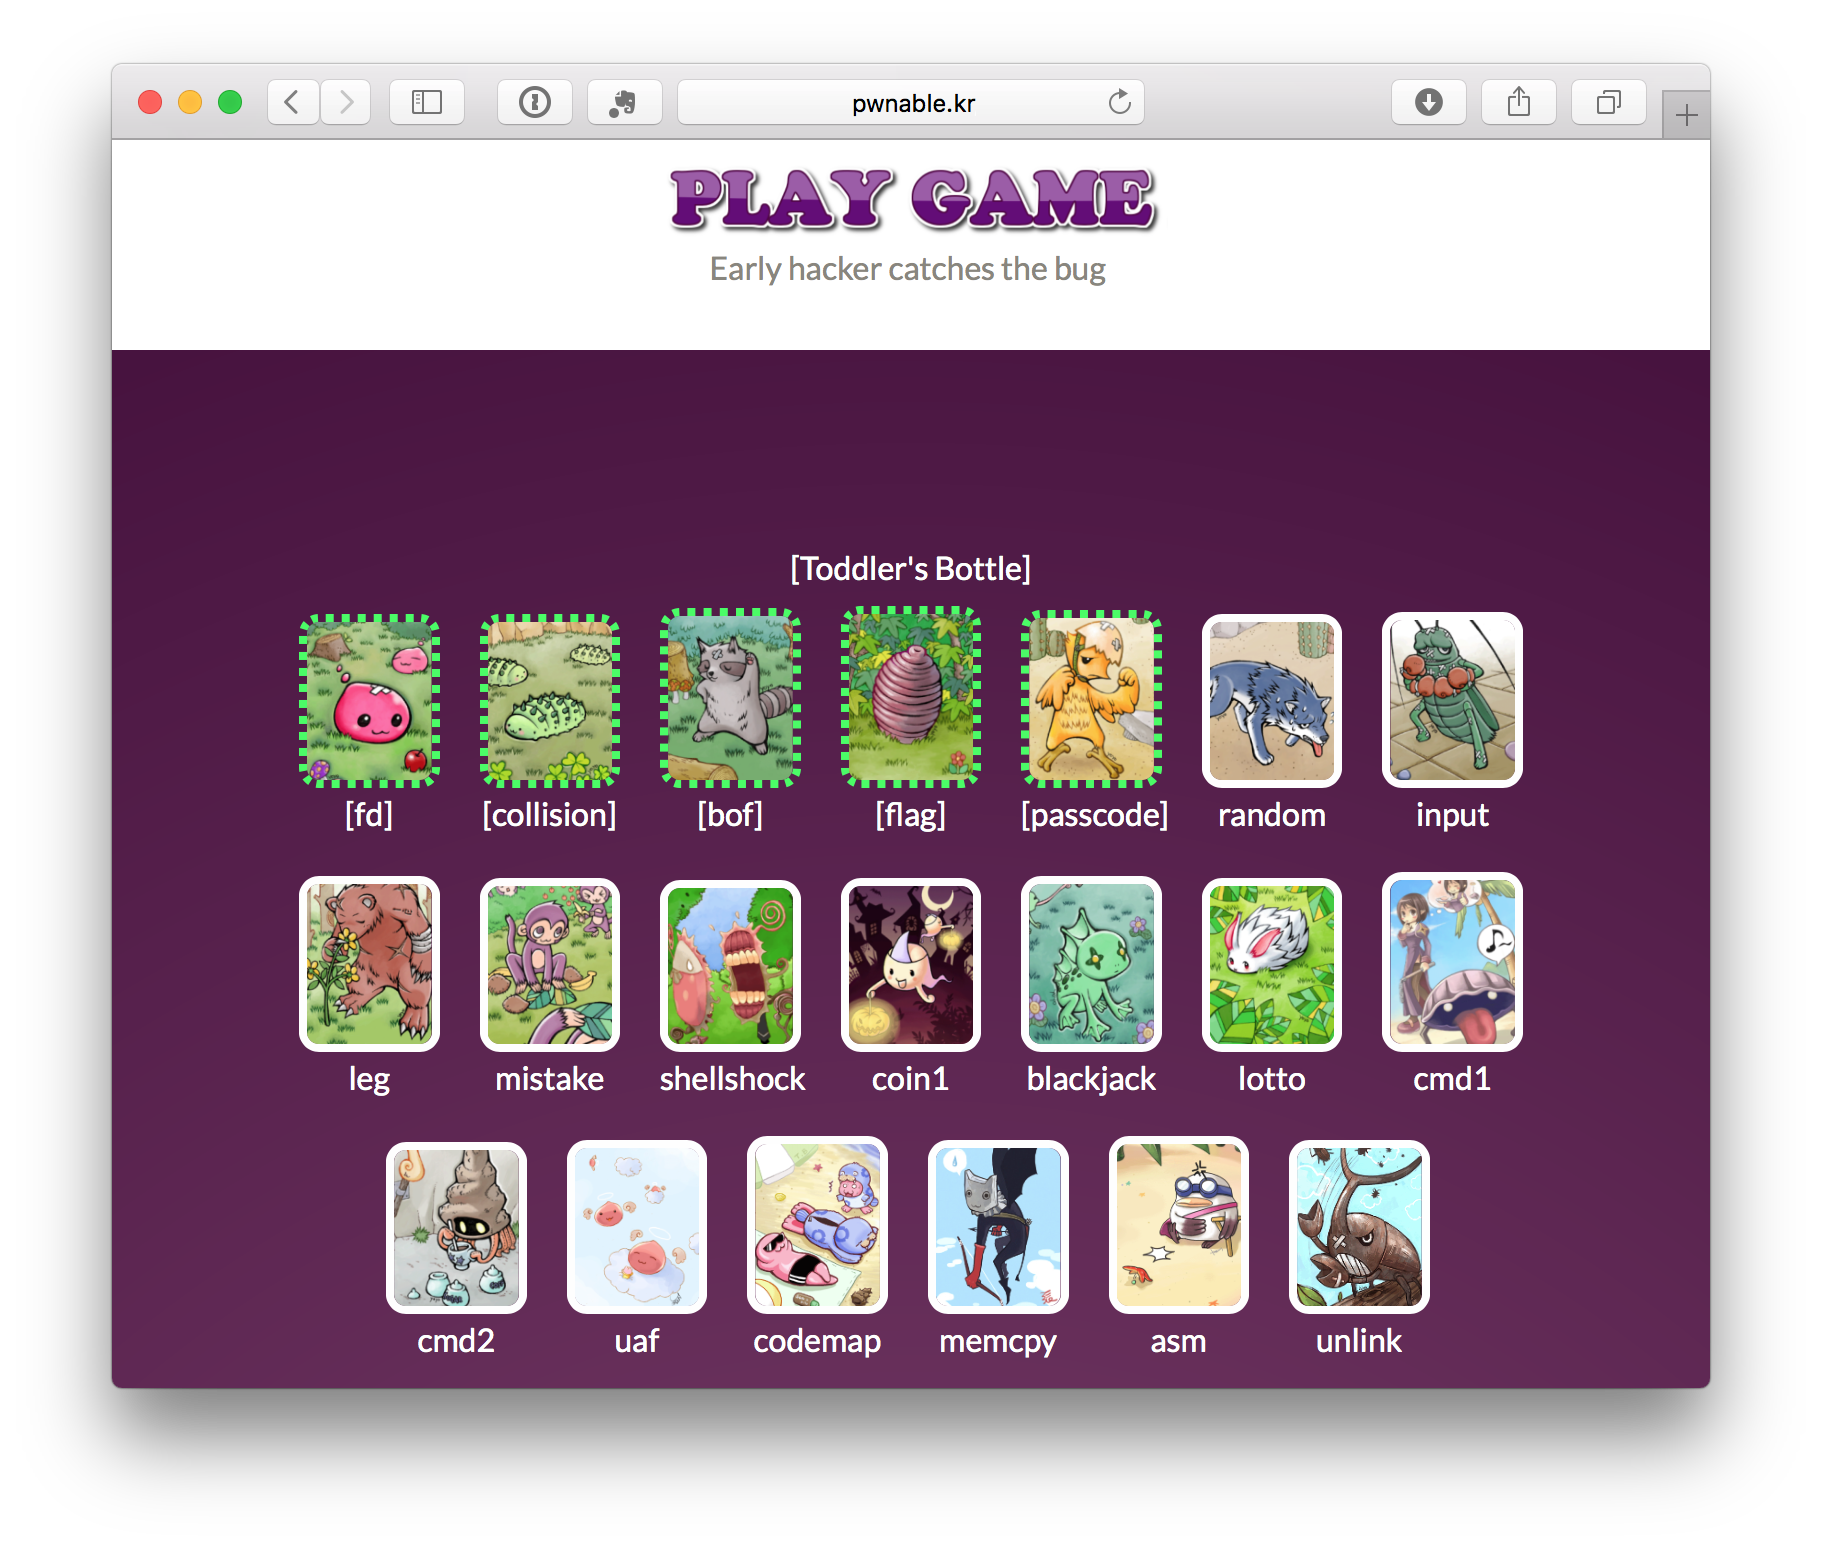 pwnable.kr
PLAY GAME
Early hacker catches the bug
[Toddler's Bottle]
[fd] [collision] [bof] [flag] [passcode] random input
leg mistake shellshock coin1 blackjack lotto cmd1
cmd2 uaf codemap memcpy asm unlink